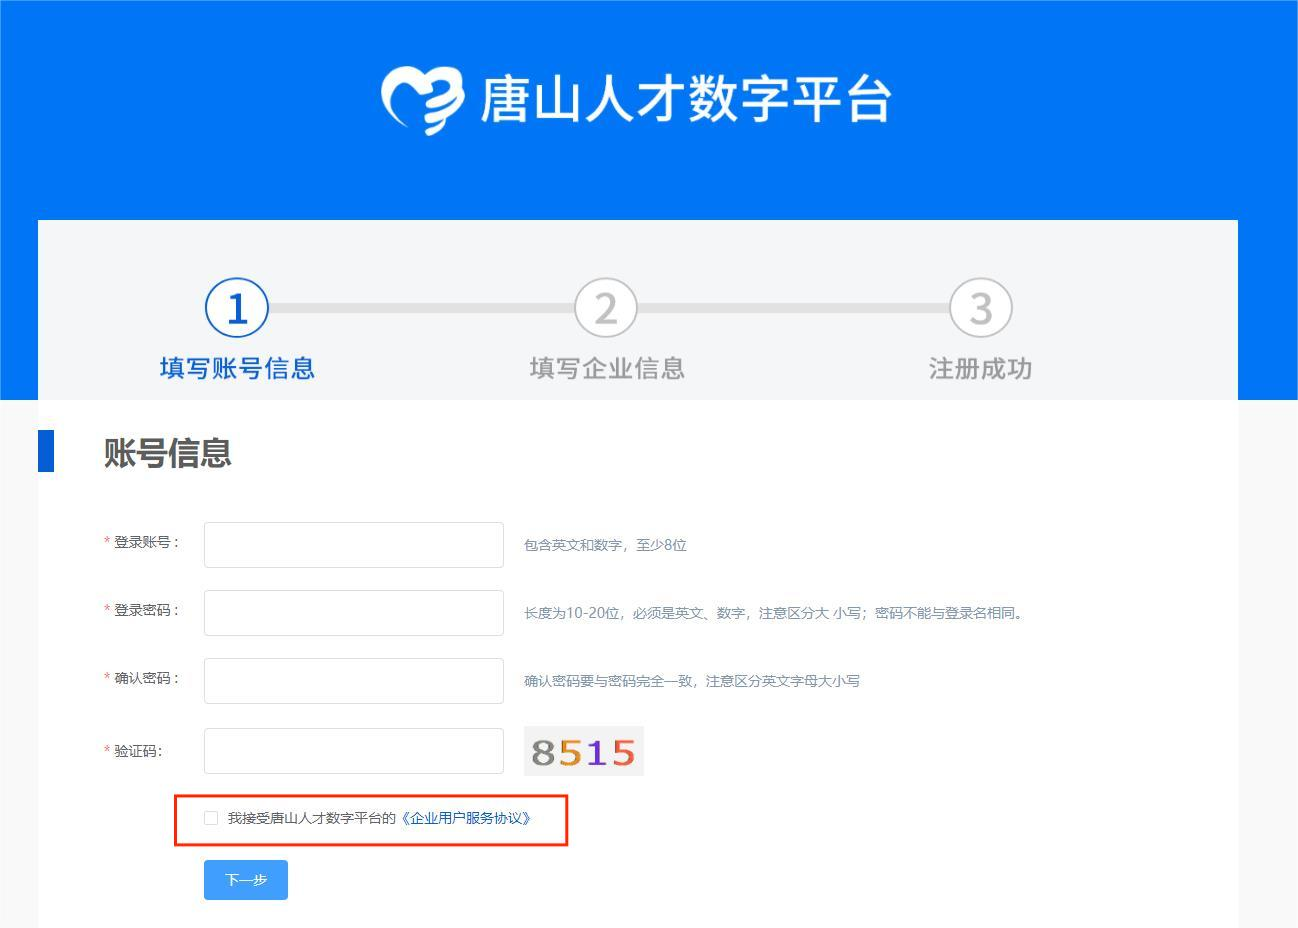 唐山人才数字平台
1 2 3
填写账号信息 填写企业信息 注册成功
账号信息
* 登录账号： 包含英文和数字，至少8位
* 登录密码： 长度为10-20位，必须是英文、数字，注意区分大 小写；密码不能与登录名相同。
* 确认密码： 确认密码要与密码完全一致，注意区分英文字母大小写
* 验证码： 8515
我接受唐山人才数字平台的《企业用户服务协议》
下一步